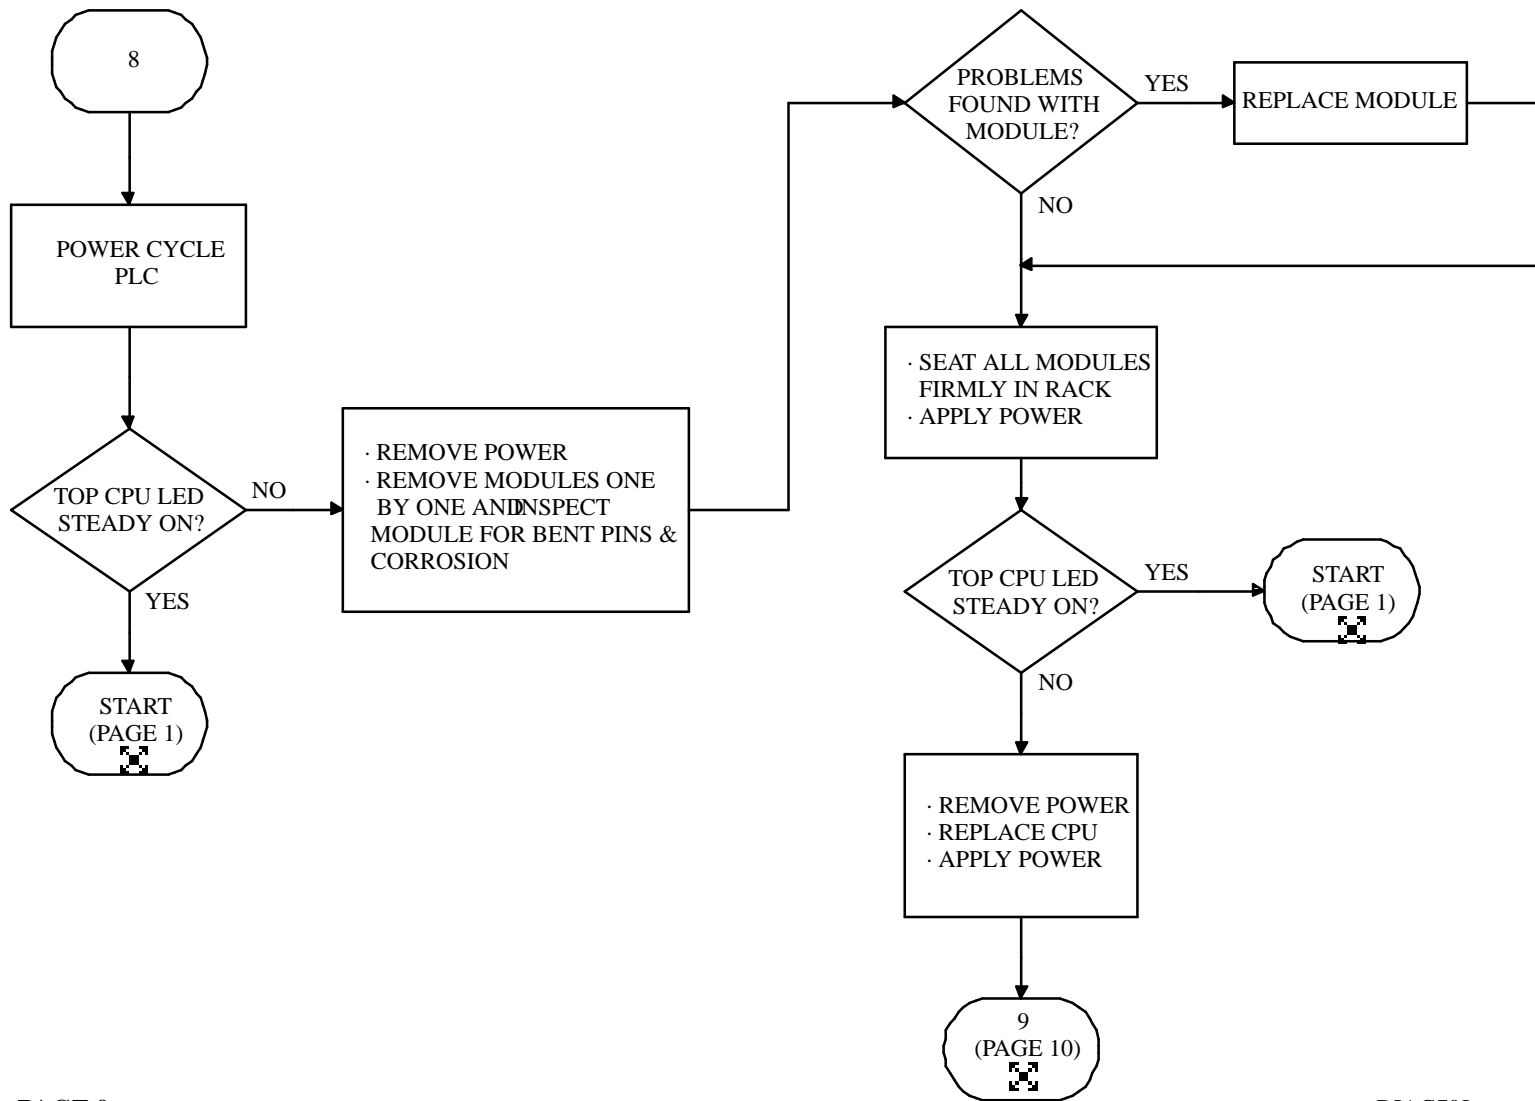 8
POWER CYCLE
PLC
TOP CPU LED
STEADY ON?
NO
YES
START
(PAGE 1)
· REMOVE POWER
· REMOVE MODULES ONE
BY ONE AND INSPECT
MODULE FOR BENT PINS &
CORROSION
PROBLEMS
FOUND WITH
MODULE?
YES
REPLACE MODULE
NO
· SEAT ALL MODULES
FIRMLY IN RACK
· APPLY POWER
TOP CPU LED
STEADY ON?
YES
START
(PAGE 1)
NO
· REMOVE POWER
· REPLACE CPU
· APPLY POWER
9
(PAGE 10)